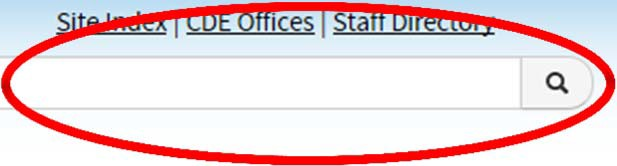 Site Index | CDE Offices | Staff Directory